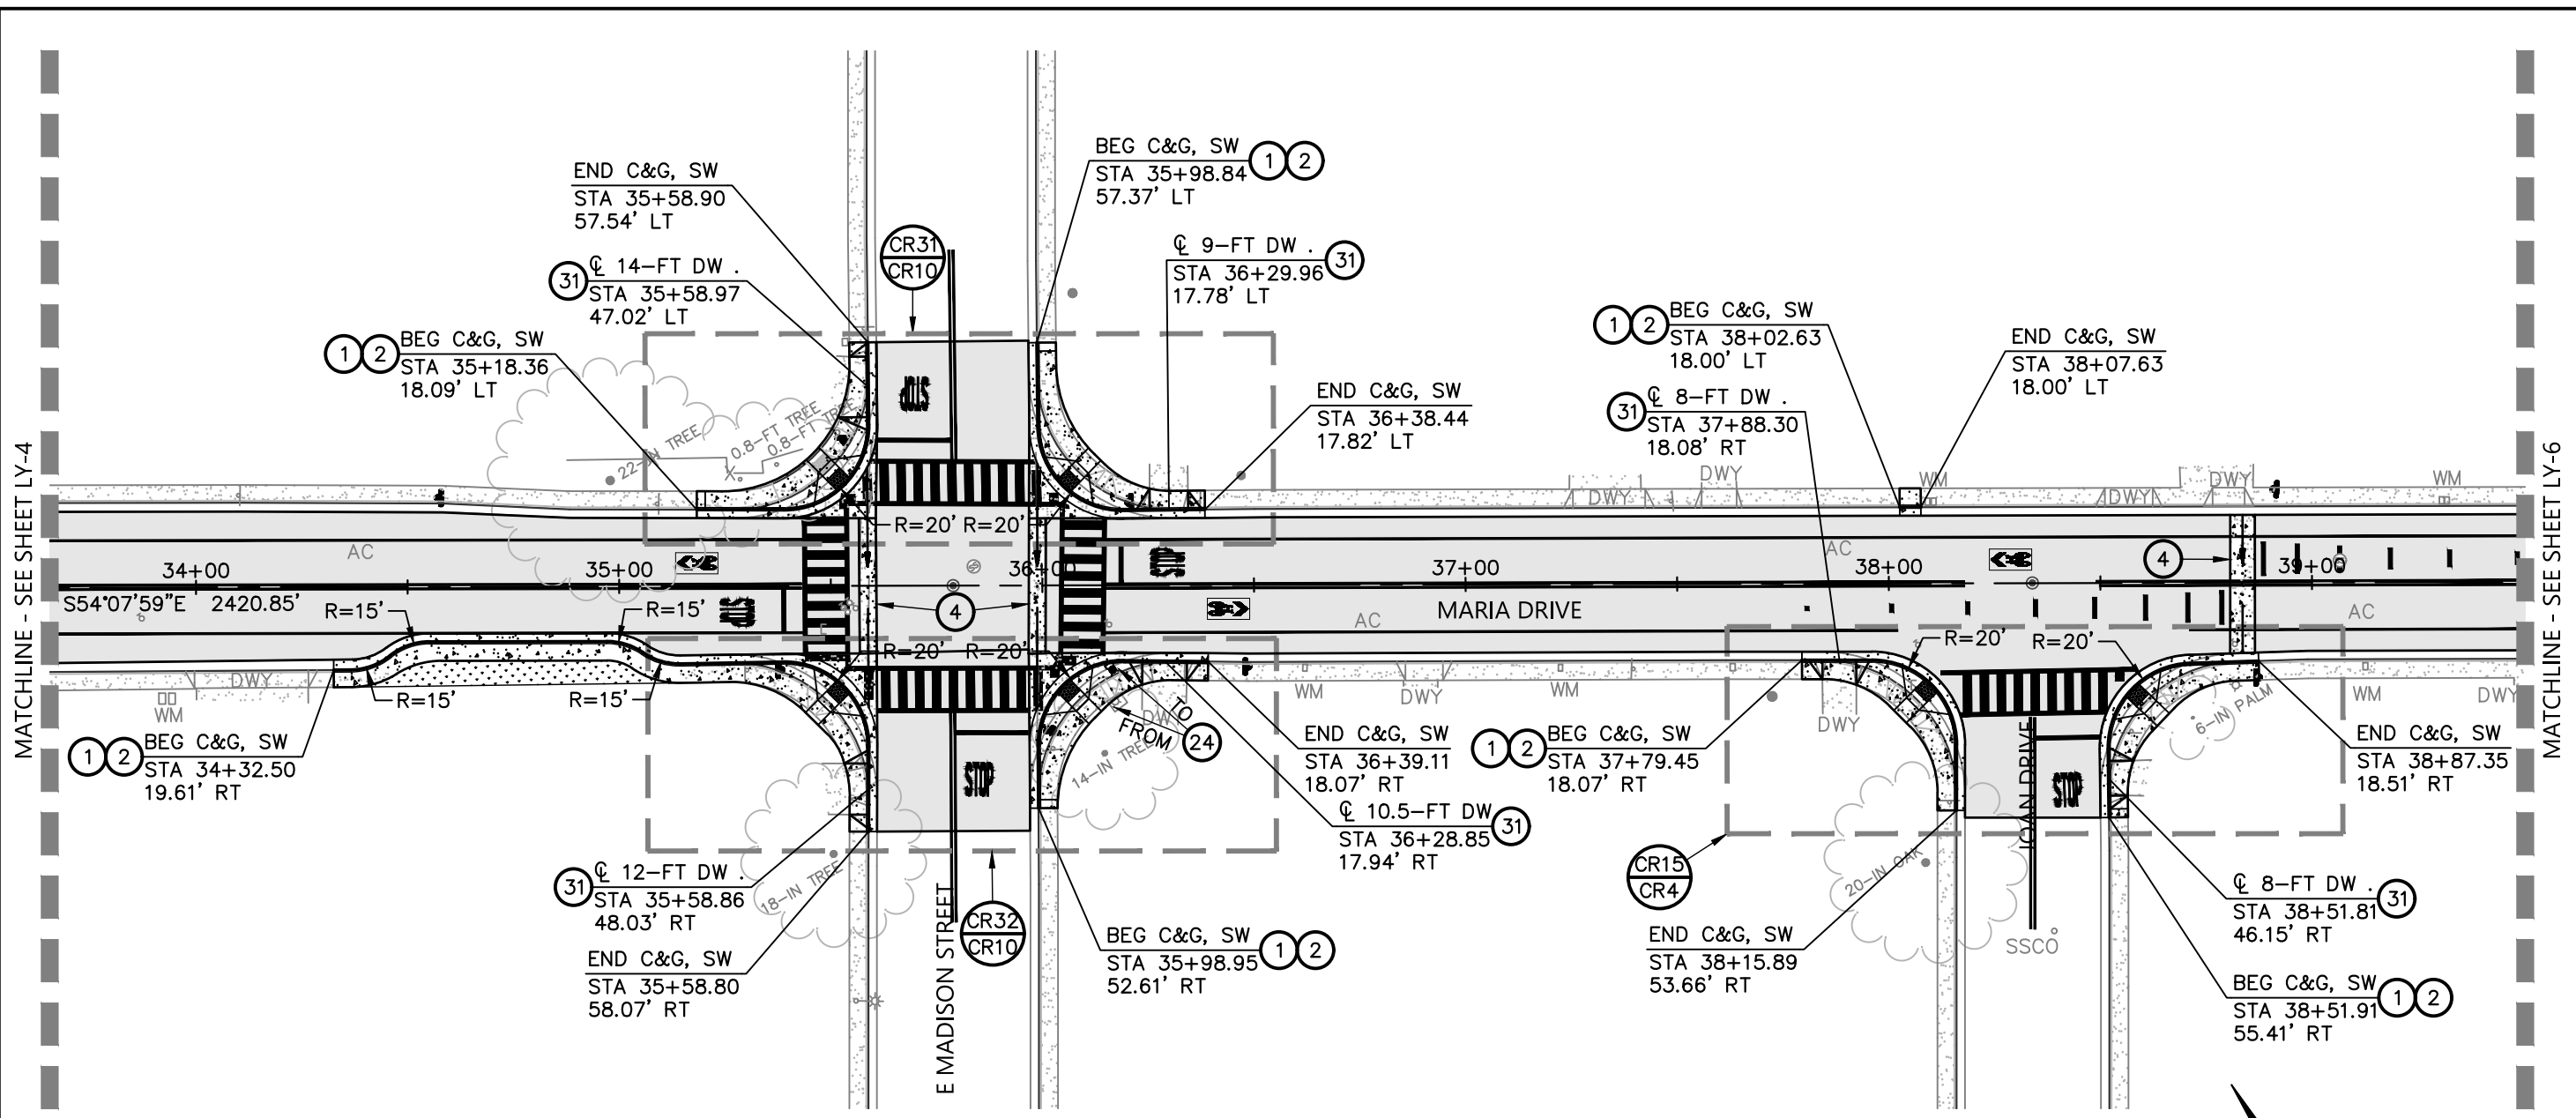 MATCHLINE - SEE SHEET LY-4
MATCHLINE - SEE SHEET LY-6
BEG C&G, SW
STA 35+98.84
57.37' LT
1
2
END C&G, SW
STA 35+58.90
57.54' LT
CR31
CR10
℄ 9-FT DW .
STA 36+29.96
17.78' LT
31
31
℄ 14-FT DW .
STA 35+58.97
47.02' LT
1
2
BEG C&G, SW
STA 35+18.36
18.09' LT
1
2
BEG C&G, SW
STA 38+02.63
18.00' LT
END C&G, SW
STA 38+07.63
18.00' LT
END C&G, SW
STA 36+38.44
17.82' LT
31
℄ 8-FT DW .
STA 37+88.30
18.08' RT
22-IN TREE
0.8-FT TREE
0.8-FT TREE
STOP
DWY
DWY
WM
DWY
DWY
WM
R=20'
R=20'
AC
STOP
AC
4
34+00
35+00
36+00
37+00
38+00
39+00
S54°07'59"E 2420.85'
R=15'
R=15'
STOP
4
AC
MARIA DRIVE
AC
R=20'
R=20'
R=20'
R=20'
DWY
WM
R=15'
R=15'
WM
DWY
WM
DWY
WM
DWY
DWY
TO
FROM
24
14-IN TREE
6-IN PALM
1
2
BEG C&G, SW
STA 34+32.50
19.61' RT
END C&G, SW
STA 36+39.11
18.07' RT
1
2
BEG C&G, SW
STA 37+79.45
18.07' RT
END C&G, SW
STA 38+87.35
18.51' RT
STOP
JOAN DRIVE
STOP
℄ 10.5-FT DW
STA 36+28.85
17.94' RT
31
31
℄ 12-FT DW .
STA 35+58.86
48.03' RT
18-IN TREE
E MADISON STREET
CR32
CR10
CR15
CR4
20-IN OAK
℄ 8-FT DW .
STA 38+51.81
46.15' RT
31
END C&G, SW
STA 35+58.80
58.07' RT
BEG C&G, SW
STA 35+98.95
52.61' RT
1
2
END C&G, SW
STA 38+15.89
53.66' RT
SSCO
BEG C&G, SW
STA 38+51.91
55.41' RT
1
2